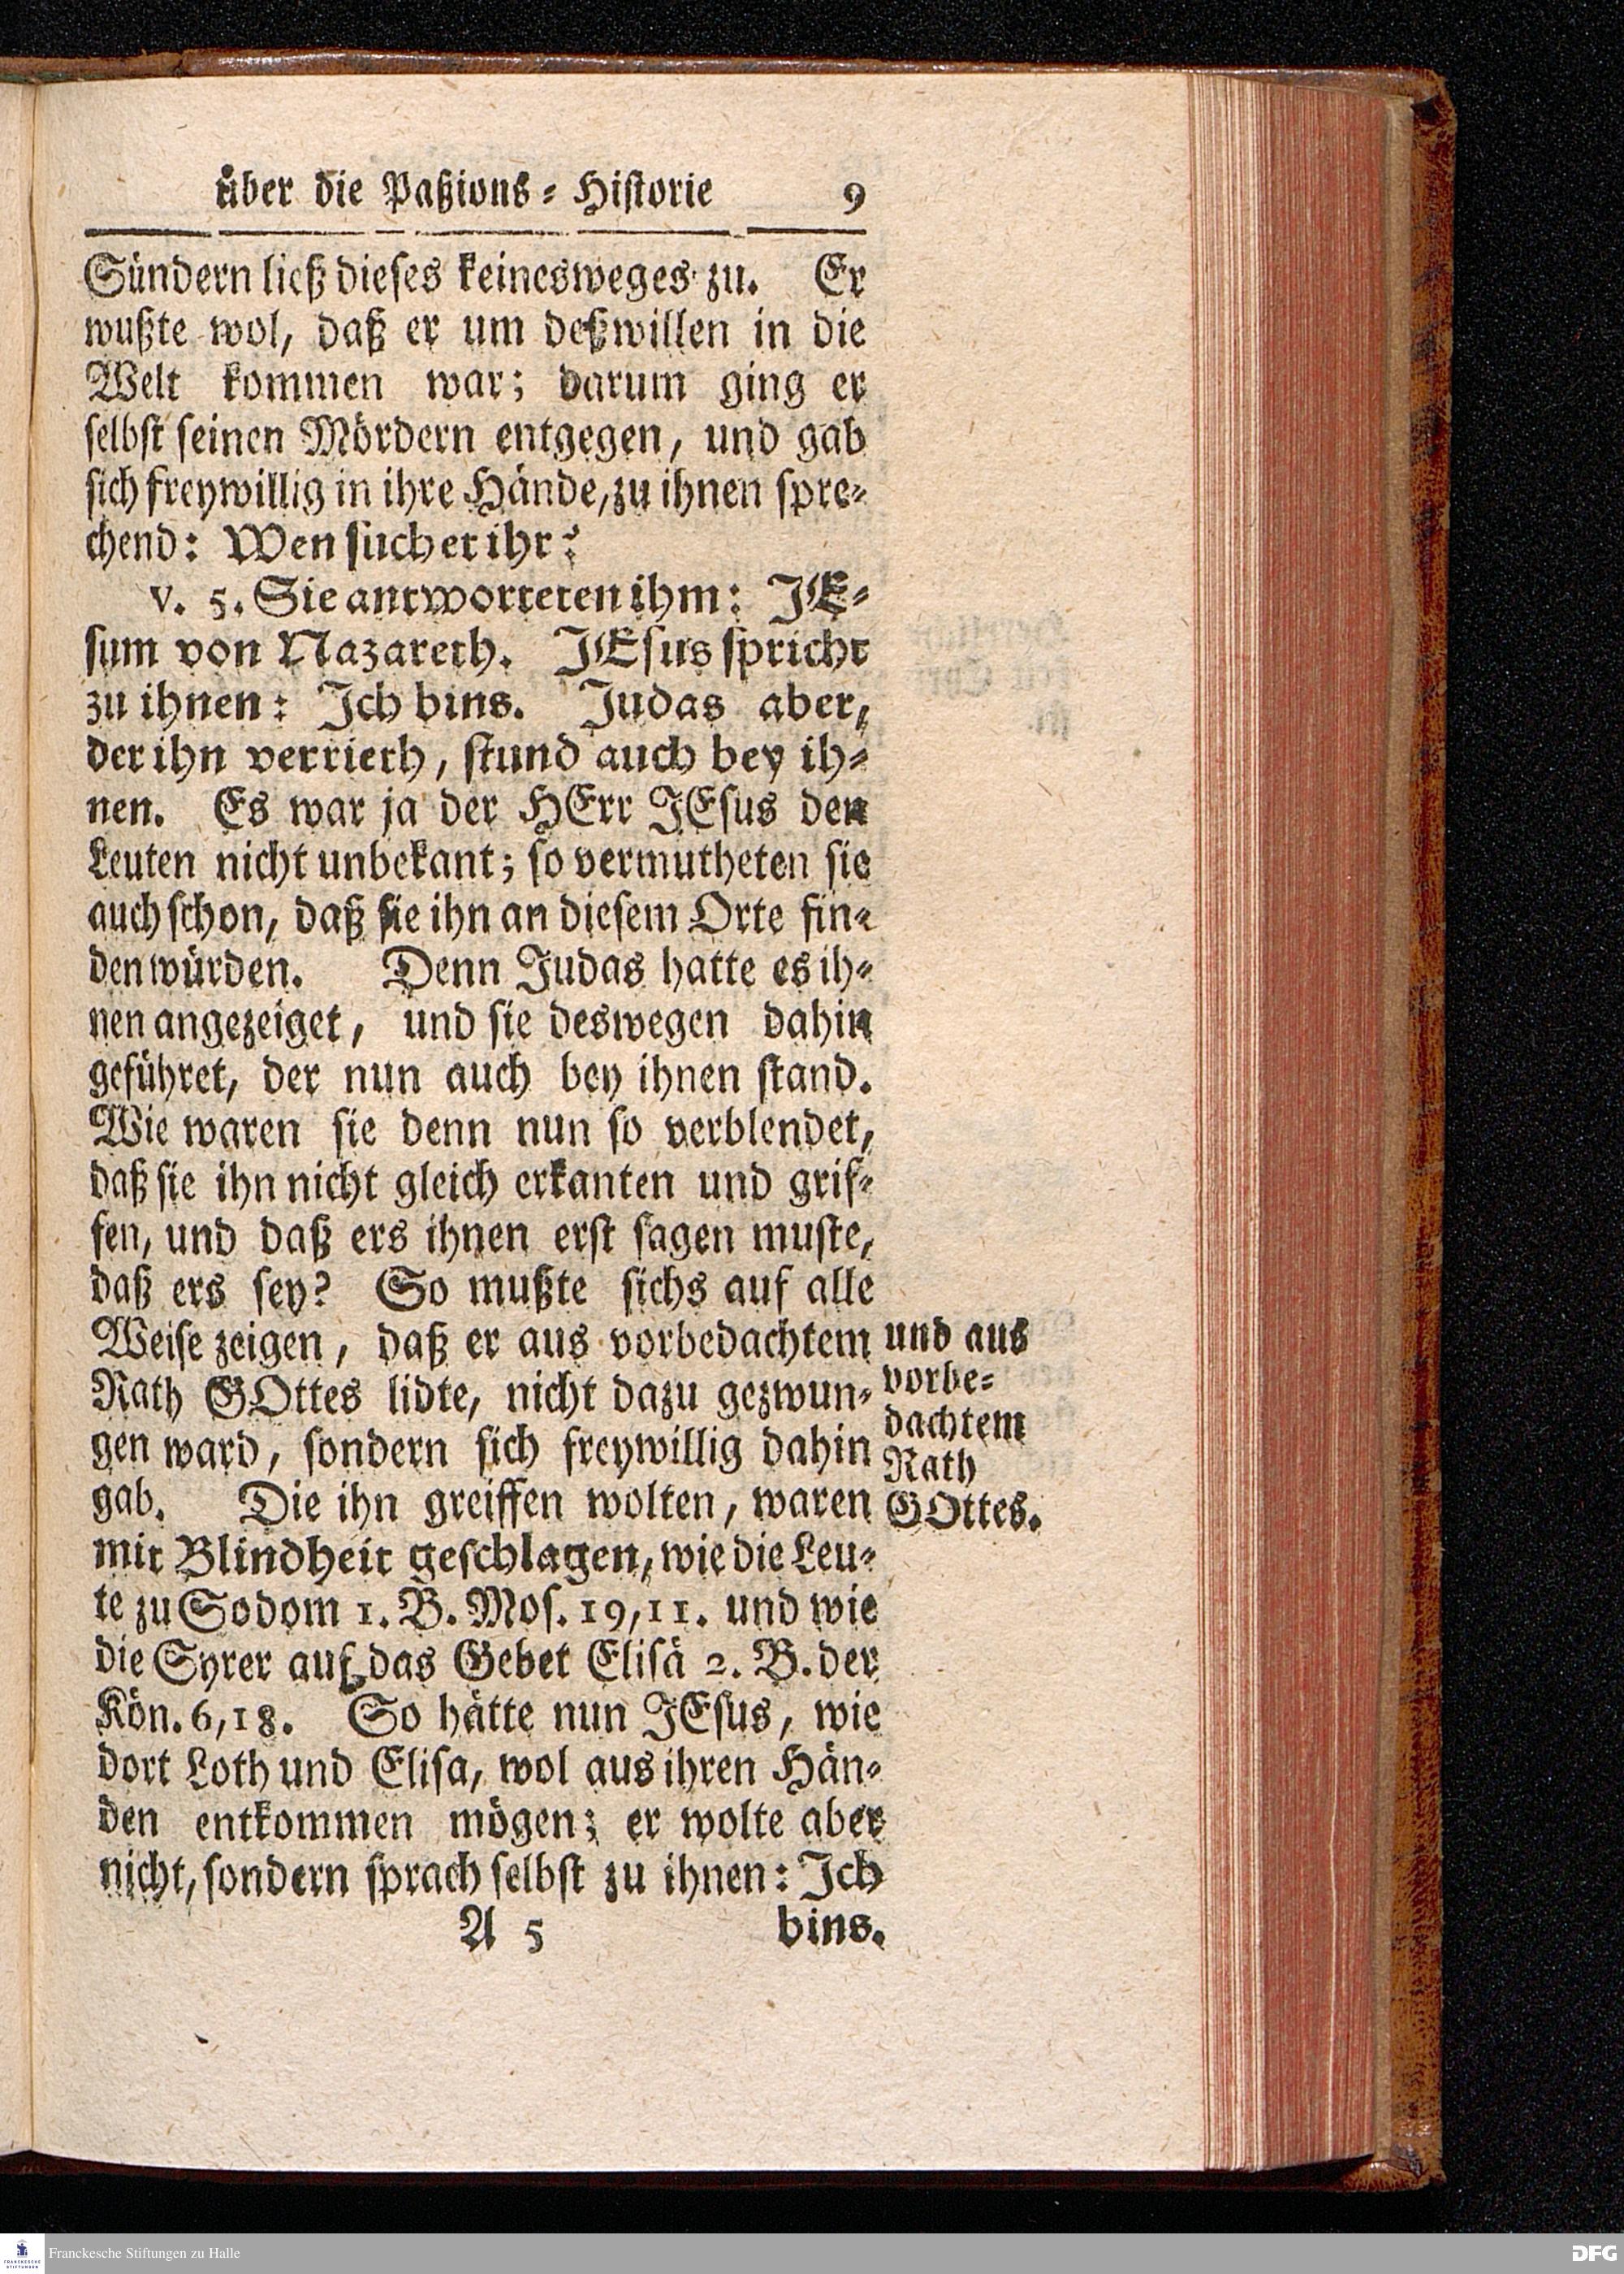 über die Paßions-Historie 9
Sündern ließ dieses keinesweges zu. Er
wußte wol, daß er um deßwillen in die
Welt kommen war; darum ging er
selbst seinen Mördern entgegen, und gab
sich freywillig in ihre Hände, zu ihnen spre-
chend: Wen suchet ihr?
v. 5. Sie antworteten ihm: JE-
sum von Nazareth. JEsus spricht
zu ihnen: Ich bins. Judas aber,
der ihn verrieth, stund auch bey ih-
nen. Es war ja der HErr JEsus den
Leuten nicht unbekant; so vermutheten sie
auch schon, daß sie ihn an diesem Orte fin-
den würden. Denn Judas hatte es ih-
nen angezeiget, und sie deswegen dahin
geführet, der nun auch bey ihnen stand.
Wie waren sie denn nun so verblendet,
daß sie ihn nicht gleich erkanten und grif-
fen, und daß ers ihnen erst sagen muste,
daß ers sey? So mußte sichs auf alle
Weise zeigen, daß er aus vorbedachtem
Rath GOttes lidte, nicht dazu gezwun-
gen ward, sondern sich freywillig dahin
gab. Die ihn greiffen wolten, waren
mit Blindheit geschlagen, wie die Leu-
te zu Sodom 1. B. Mos. 19, 11. und wie
die Syrer auf das Gebet Elisä 2. B. der
Kön. 6, 18. So hätte nun JEsus, wie
dort Loth und Elisa, wol aus ihren Hän-
den entkommen mögen; er wolte aber
nicht, sondern sprach selbst zu ihnen: Ich
A 5 bins.
und aus
vorbe-
dachtem
Rath
GOttes.
Franckesche Stiftungen zu Halle
DFG